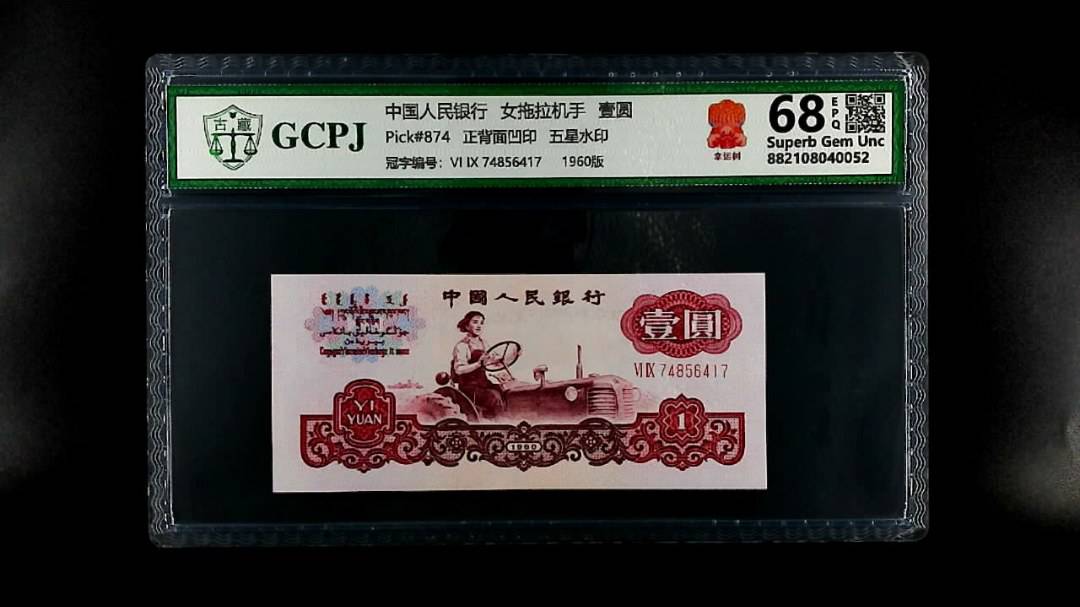 古藏
GCPJ
中国人民银行 女拖拉机手 壹圆
Pick#874 正背面凹印 五星水印
冠字编号：VI IX 74856417 1960版
68
EPQ
Superb Gem Unc
882108040052
中國人民銀行
壹圓
VI IX 74856417
YI
YUAN
1960
1